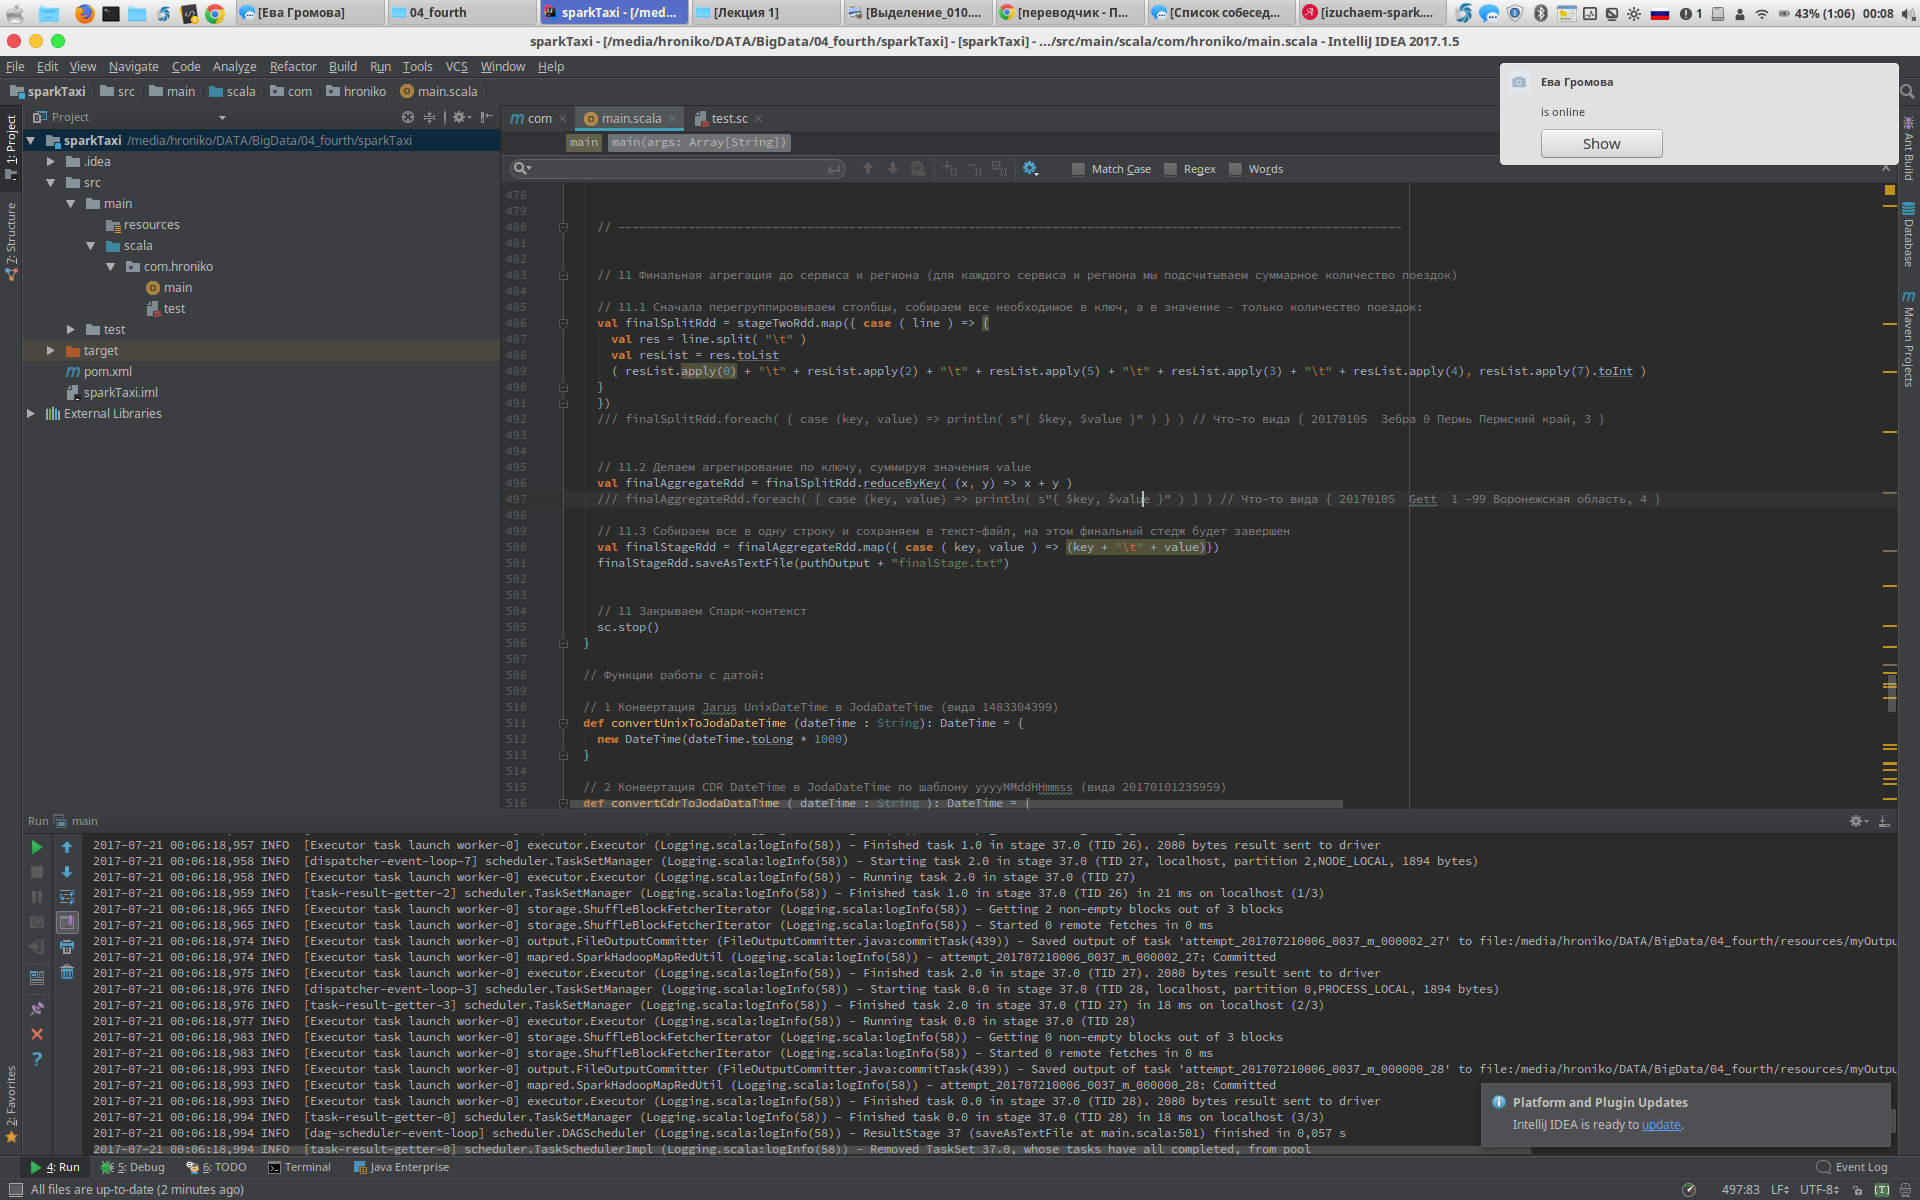 [Ева Громова]
04_fourth
sparkTaxi - [/med...
[Лекция 1]
[Выделение_010....
[переводчик - П...
[Список собесед...
[izuchaem-spark....
1
43% (1:06)
00:08
sparkTaxi - [/media/hroniko/DATA/BigData/04_fourth/sparkTaxi] - [sparkTaxi] - .../src/main/scala/com/hroniko/main.scala - IntelliJ IDEA 2017.1.5
File Edit View Navigate Code Analyze Refactor Build Run Tools VCS Window Help
sparkTaxi src main scala com hroniko main.scala
Ева Громова
is online
Show
Project
com main.scala test.sc
main main(args: Array[String])
Match Case Regex Words
1: Project
7: Structure
2: Favorites
Ant Build
Database
Maven Projects
sparkTaxi /media/hroniko/DATA/BigData/04_fourth/sparkTaxi
.idea
src
main
resources
scala
com.hroniko
main
test
test
target
pom.xml
sparkTaxi.iml
External Libraries
478
479
480 // ----------------------------------------------------------------------------------------------------------------
481
482
483 // 11 Финальная агрегация до сервиса и региона (для каждого сервиса и региона мы подсчитываем суммарное количество поездок)
484
485 // 11.1 Сначала перегруппировываем столбцы, собираем все необходимое в ключ, а в значение – только количество поездок:
486 val finalSplitRdd = stageTwoRdd.map({ case ( line ) => {
487 val res = line.split( "\t" )
488 val resList = res.toList
489 ( resList.apply(0) + "\t" + resList.apply(2) + "\t" + resList.apply(5) + "\t" + resList.apply(3) + "\t" + resList.apply(4), resList.apply(7).toInt )
490 }
491 })
492 /// finalSplitRdd.foreach( { case (key, value) => println( s"{ $key, $value }" ) } ) // Что-то вида { 20170105  Зебра 0 Пермь Пермский край, 3 }
493
494
495 // 11.2 Делаем агрегирование по ключу, суммируя значения value
496 val finalAggregateRdd = finalSplitRdd.reduceByKey( (x, y) => x + y )
497 /// finalAggregateRdd.foreach( { case (key, value) => println( s"{ $key, $value }" ) } ) // Что-то вида { 20170105  Gett  1 -99 Воронежская область, 4 }
498
499 // 11.3 Собираем все в одну строку и сохраняем в текст-файл, на этом финальный стедж будет завершен
500 val finalStageRdd = finalAggregateRdd.map({ case ( key, value ) => (key + "\t" + value)})
501 finalStageRdd.saveAsTextFile(puthOutput + "finalStage.txt")
502
503
504 // 11 Закрываем Спарк-контекст
505 sc.stop()
506 }
507
508 // Функции работы с датой:
509
510 // 1 Конвертация Jarus UnixDateTime в JodaDateTime (вида 1483304399)
511 def convertUnixToJodaDateTime (dateTime : String): DateTime = {
512 new DateTime(dateTime.toLong * 1000)
513 }
514
515 // 2 Конвертация CDR DateTime в JodaDateTime по шаблону yyyyMMddHHmmss (вида 20170101235959)
516 def convertCdrToJodaDataTime ( dateTime : String ): DateTime = {
Run main
2017-07-21 00:06:18,957 INFO  [Executor task launch worker-0] executor.Executor (Logging.scala:logInfo(58)) – Finished task 1.0 in stage 37.0 (TID 26). 2080 bytes result sent to driver
2017-07-21 00:06:18,958 INFO  [dispatcher-event-loop-7] scheduler.TaskSetManager (Logging.scala:logInfo(58)) – Starting task 2.0 in stage 37.0 (TID 27, localhost, partition 2,NODE_LOCAL, 1894 bytes)
2017-07-21 00:06:18,958 INFO  [Executor task launch worker-0] executor.Executor (Logging.scala:logInfo(58)) – Running task 2.0 in stage 37.0 (TID 27)
2017-07-21 00:06:18,959 INFO  [task-result-getter-2] scheduler.TaskSetManager (Logging.scala:logInfo(58)) – Finished task 1.0 in stage 37.0 (TID 26) in 21 ms on localhost (1/3)
2017-07-21 00:06:18,965 INFO  [Executor task launch worker-0] storage.ShuffleBlockFetcherIterator (Logging.scala:logInfo(58)) – Getting 2 non-empty blocks out of 3 blocks
2017-07-21 00:06:18,965 INFO  [Executor task launch worker-0] storage.ShuffleBlockFetcherIterator (Logging.scala:logInfo(58)) – Started 0 remote fetches in 0 ms
2017-07-21 00:06:18,974 INFO  [Executor task launch worker-0] output.FileOutputCommitter (FileOutputCommitter.java:commitTask(439)) – Saved output of task 'attempt_201707210006_0037_m_000002_27' to file:/media/hroniko/DATA/BigData/04_fourth/resources/myOutpu
2017-07-21 00:06:18,974 INFO  [Executor task launch worker-0] mapred.SparkHadoopMapRedUtil (Logging.scala:logInfo(58)) – attempt_201707210006_0037_m_000002_27: Committed
2017-07-21 00:06:18,975 INFO  [Executor task launch worker-0] executor.Executor (Logging.scala:logInfo(58)) – Finished task 2.0 in stage 37.0 (TID 27). 2080 bytes result sent to driver
2017-07-21 00:06:18,976 INFO  [dispatcher-event-loop-3] scheduler.TaskSetManager (Logging.scala:logInfo(58)) – Starting task 0.0 in stage 37.0 (TID 28, localhost, partition 0,PROCESS_LOCAL, 1894 bytes)
2017-07-21 00:06:18,976 INFO  [task-result-getter-3] scheduler.TaskSetManager (Logging.scala:logInfo(58)) – Finished task 2.0 in stage 37.0 (TID 27) in 18 ms on localhost (2/3)
2017-07-21 00:06:18,977 INFO  [Executor task launch worker-0] executor.Executor (Logging.scala:logInfo(58)) – Running task 0.0 in stage 37.0 (TID 28)
2017-07-21 00:06:18,983 INFO  [Executor task launch worker-0] storage.ShuffleBlockFetcherIterator (Logging.scala:logInfo(58)) – Getting 0 non-empty blocks out of 3 blocks
2017-07-21 00:06:18,983 INFO  [Executor task launch worker-0] storage.ShuffleBlockFetcherIterator (Logging.scala:logInfo(58)) – Started 0 remote fetches in 0 ms
2017-07-21 00:06:18,993 INFO  [Executor task launch worker-0] output.FileOutputCommitter (FileOutputCommitter.java:commitTask(439)) – Saved output of task 'attempt_201707210006_0037_m_000000_28' to file:/media/hroniko/DATA/BigData/04_fourth/resources/myOutpu
2017-07-21 00:06:18,993 INFO  [Executor task launch worker-0] mapred.SparkHadoopMapRedUtil (Logging.scala:logInfo(58)) – attempt_201707210006_0037_m_000000_28: Committed
2017-07-21 00:06:18,993 INFO  [Executor task launch worker-0] executor.Executor (Logging.scala:logInfo(58)) – Finished task 0.0 in stage 37.0 (TID 28). 2080 bytes result sent to driver
2017-07-21 00:06:18,994 INFO  [task-result-getter-0] scheduler.TaskSetManager (Logging.scala:logInfo(58)) – Finished task 0.0 in stage 37.0 (TID 28) in 18 ms on localhost (3/3)
2017-07-21 00:06:18,994 INFO  [dag-scheduler-event-loop] scheduler.DAGScheduler (Logging.scala:logInfo(58)) – ResultStage 37 (saveAsTextFile at main.scala:501) finished in 0,057 s
2017-07-21 00:06:18,994 INFO  [task-result-getter-0] scheduler.TaskSchedulerImpl (Logging.scala:logInfo(58)) – Removed TaskSet 37.0, whose tasks have all completed, from pool
Platform and Plugin Updates
IntelliJ IDEA is ready to update.
4: Run 5: Debug 6: TODO Terminal Java Enterprise Event Log
All files are up-to-date (2 minutes ago) 497:83 LF÷ UTF-8÷ [T]